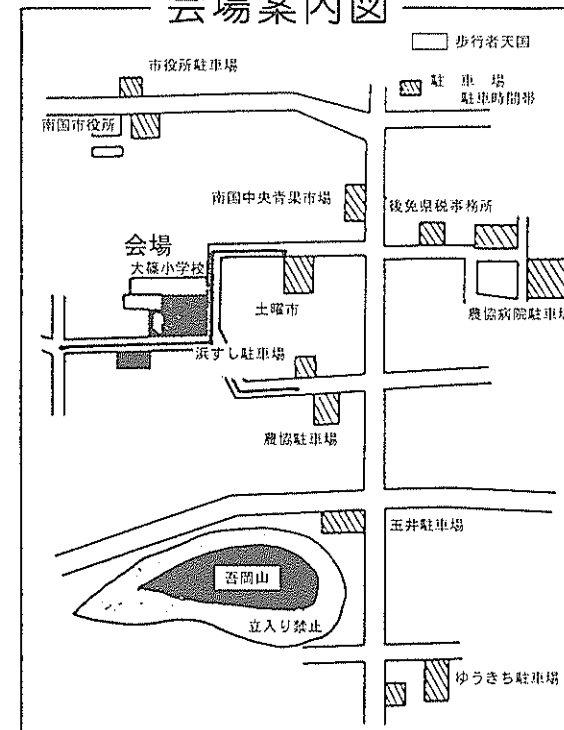 会場案内図
歩行者天国
駐車場
駐車時間帯
市役所駐車場
南国市役所
南国中央青果市場
後免県税事務所
会場
大篠小学校
土曜市
農協病院駐車場
浜すし駐車場
農協駐車場
玉井駐車場
吾岡山
立入り禁止
ゆうきち駐車場